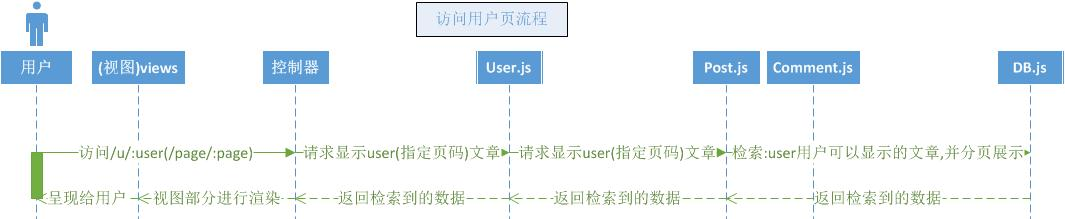 访问用户页流程
用户
(视图)views
控制器
User.js
Post.js
Comment.js
DB.js
访问/u/:user(/page/:page)
请求显示user(指定页码)文章
请求显示user(指定页码)文章
检索:user用户可以显示的文章,并分页展示
呈现给用户
视图部分进行渲染
返回检索到的数据
返回检索到的数据
返回检索到的数据